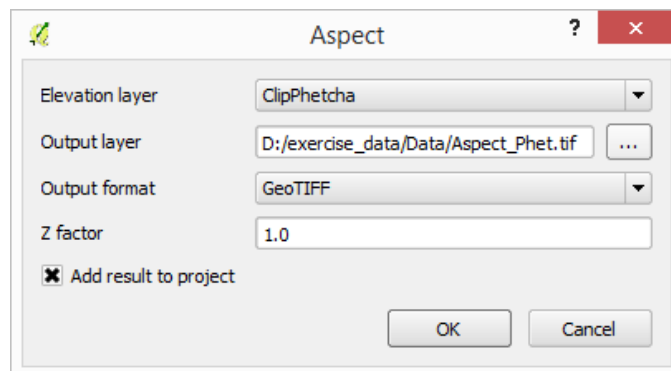 Aspect ? ×
Elevation layer ClipPhetcha
Output layer D:/exercise_data/Data/Aspect_Phet.tif ...
Output format GeoTIFF
Z factor 1.0
Add result to project
OK Cancel